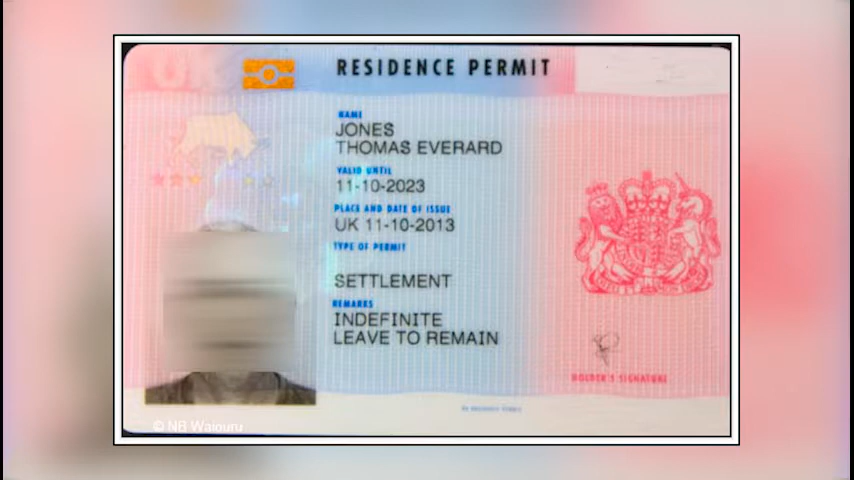 UK
RESIDENCE PERMIT
NAME
JONES
THOMAS EVERARD
VALID UNTIL
11-10-2023
PLACE AND DATE OF ISSUE
UK 11-10-2013
TYPE OF PERMIT
SETTLEMENT
REMARKS
INDEFINITE
LEAVE TO REMAIN
HOLDER'S SIGNATURE
© NB Waiouru